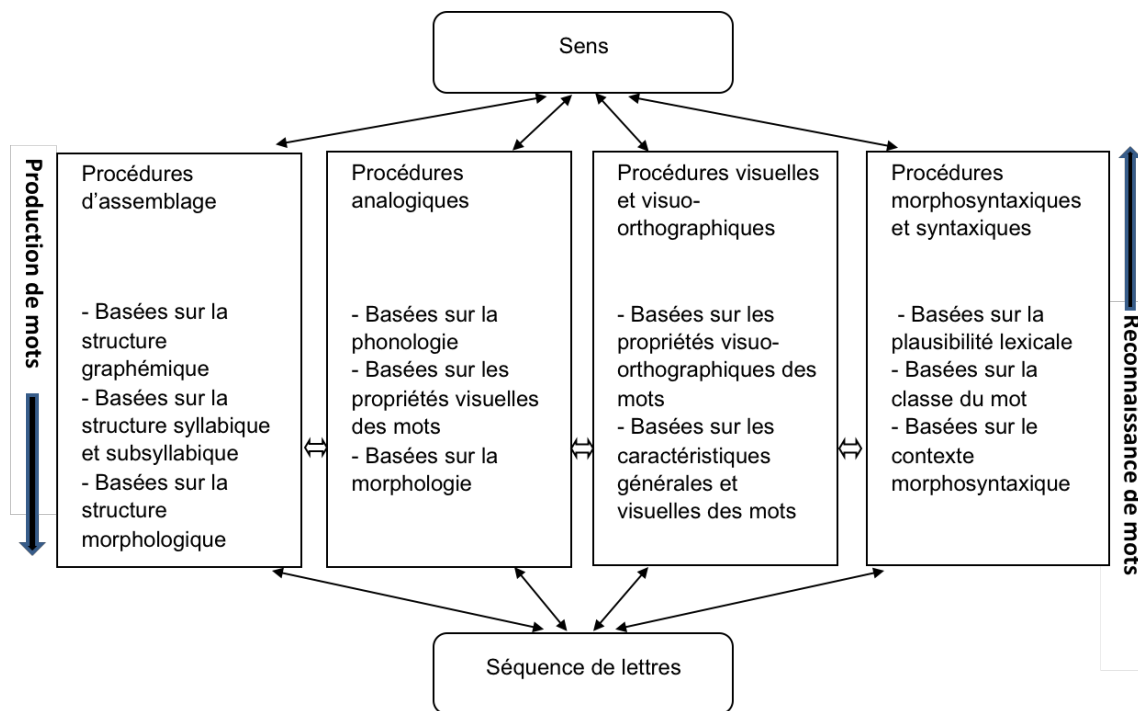 Sens
Production de mots
Procédures
d'assemblage
- Basées sur la
structure
graphémique
- Basées sur la
structure syllabique
et subsyllabique
- Basées sur la
structure
morphologique
Procédures
analogiques
- Basées sur la
phonologie
- Basées sur les
propriétés visuelles
des mots
- Basées sur la
morphologie
Procédures visuelles
et visuo-
orthographiques
- Basées sur les
propriétés visuo-
orthographiques des
mots
- Basées sur les
caractéristiques
générales et
visuelles des mots
Procédures
morphosyntaxiques
et syntaxiques
- Basées sur la
plausibilité lexicale
- Basées sur la
classe du mot
- Basées sur le
contexte
morphosyntaxique
Reconnaissance de mots
Séquence de lettres